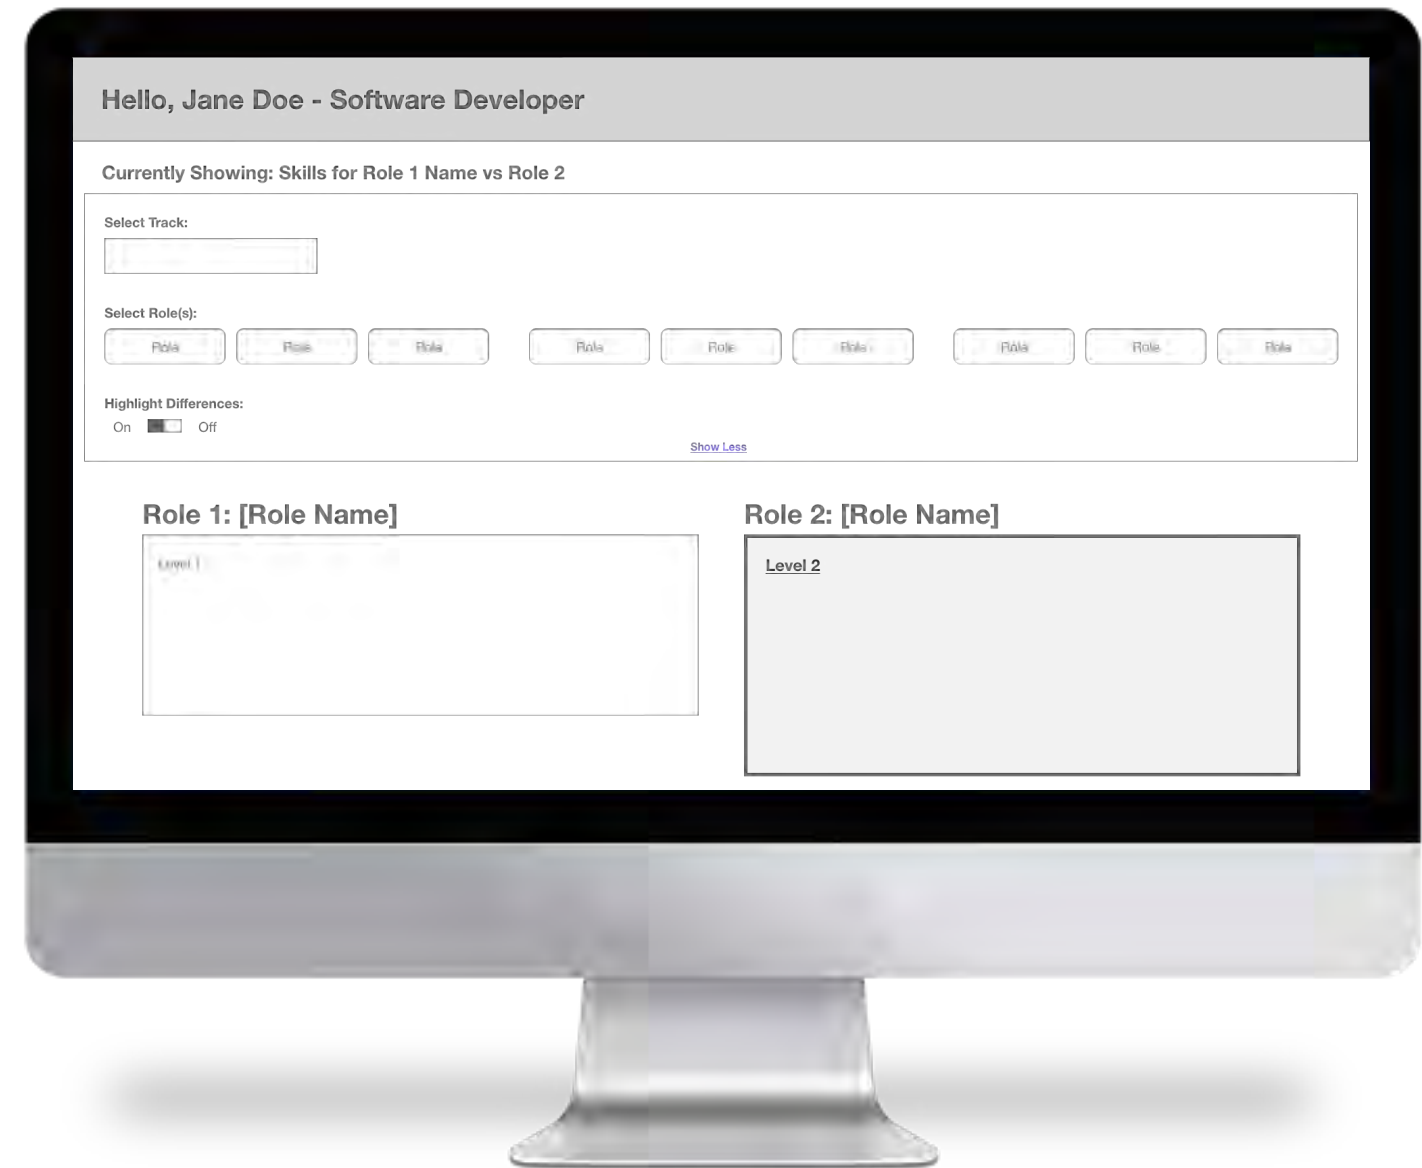 Hello, Jane Doe - Software Developer
Currently Showing: Skills for Role 1 Name vs Role 2
Select Track:
Select Role(s):
Role Role Role Role Role Role Role Role Role
Highlight Differences:
On Off
Show Less
Role 1: [Role Name] Role 2: [Role Name]
Level 1 Level 2